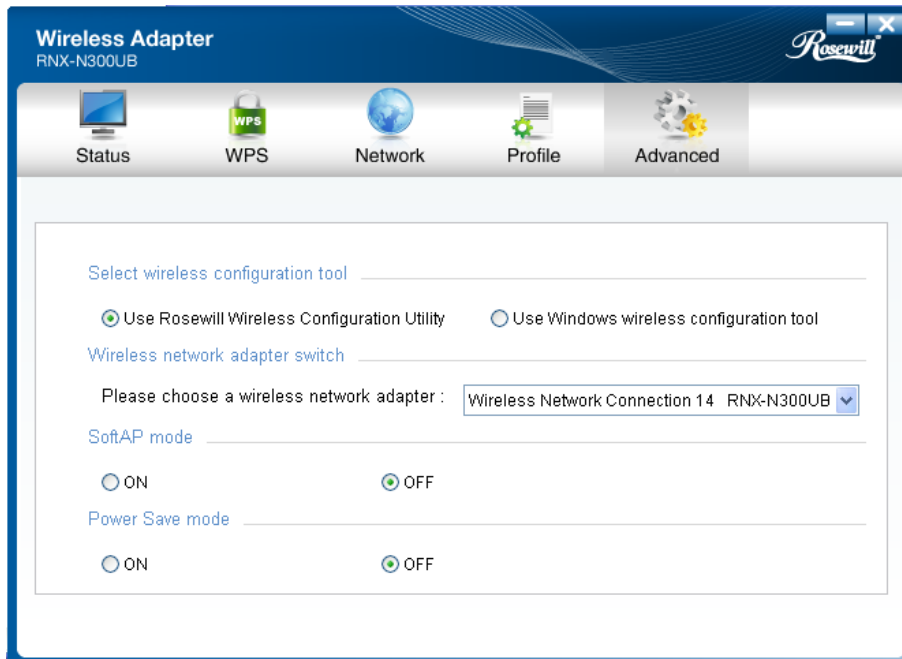 Wireless Adapter
RNX-N300UB
Rosewill
WPS
Status WPS Network Profile Advanced
Select wireless configuration tool
Use Rosewill Wireless Configuration Utility Use Windows wireless configuration tool
Wireless network adapter switch
Please choose a wireless network adapter : Wireless Network Connection 14 RNX-N300UB
SoftAP mode
ON OFF
Power Save mode
ON OFF